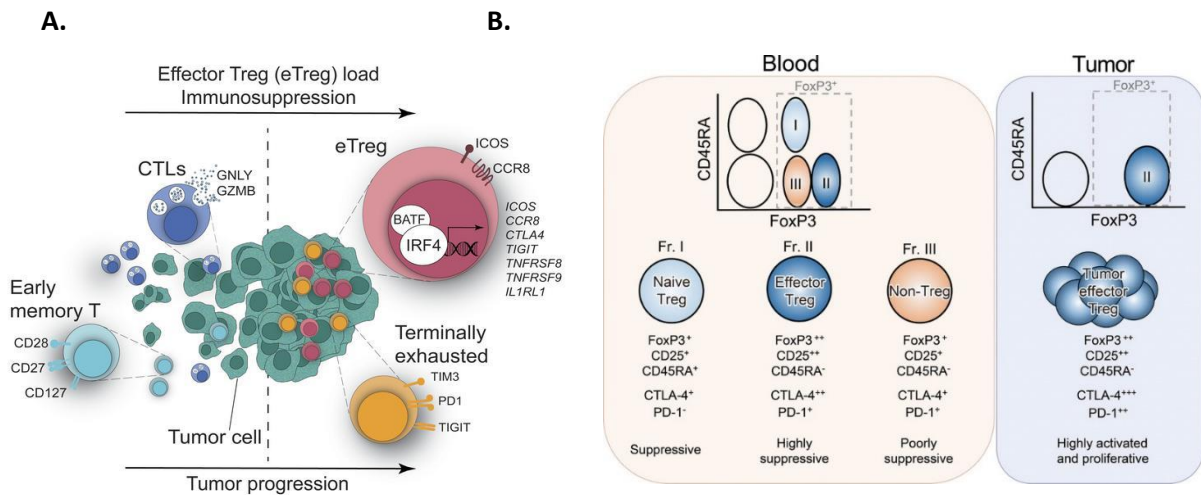 A.
Effector Treg (eTreg) load
Immunosuppression
CTLs
GNLY
GZMB
eTreg
ICOS
CCR8
BATF
IRF4
ICOS
CCR8
CTLA4
TIGIT
TNFRSF8
TNFRSF9
IL1RL1
Early
memory T
CD28
CD27
CD127
Tumor cell
Terminally
exhausted
TIM3
PD1
TIGIT
Tumor progression
B.
Blood
FoxP3⁺
CD45RA
I
III
II
FoxP3
Fr. I
Naive
Treg
FoxP3⁺
CD25⁺
CD45RA⁺
CTLA-4⁺
PD-1⁻
Suppressive
Fr. II
Effector
Treg
FoxP3⁺⁺
CD25⁺⁺
CD45RA⁻
CTLA-4⁺⁺
PD-1⁺
Highly
suppressive
Fr. III
Non-Treg
FoxP3⁺
CD25⁺
CD45RA⁻
CTLA-4⁺
PD-1⁺
Poorly
suppressive
Tumor
FoxP3⁺
CD45RA
II
FoxP3
Tumor
effector
Treg
FoxP3⁺⁺
CD25⁺⁺
CD45RA⁻
CTLA-4⁺⁺⁺
PD-1⁺⁺
Highly activated
and proliferative